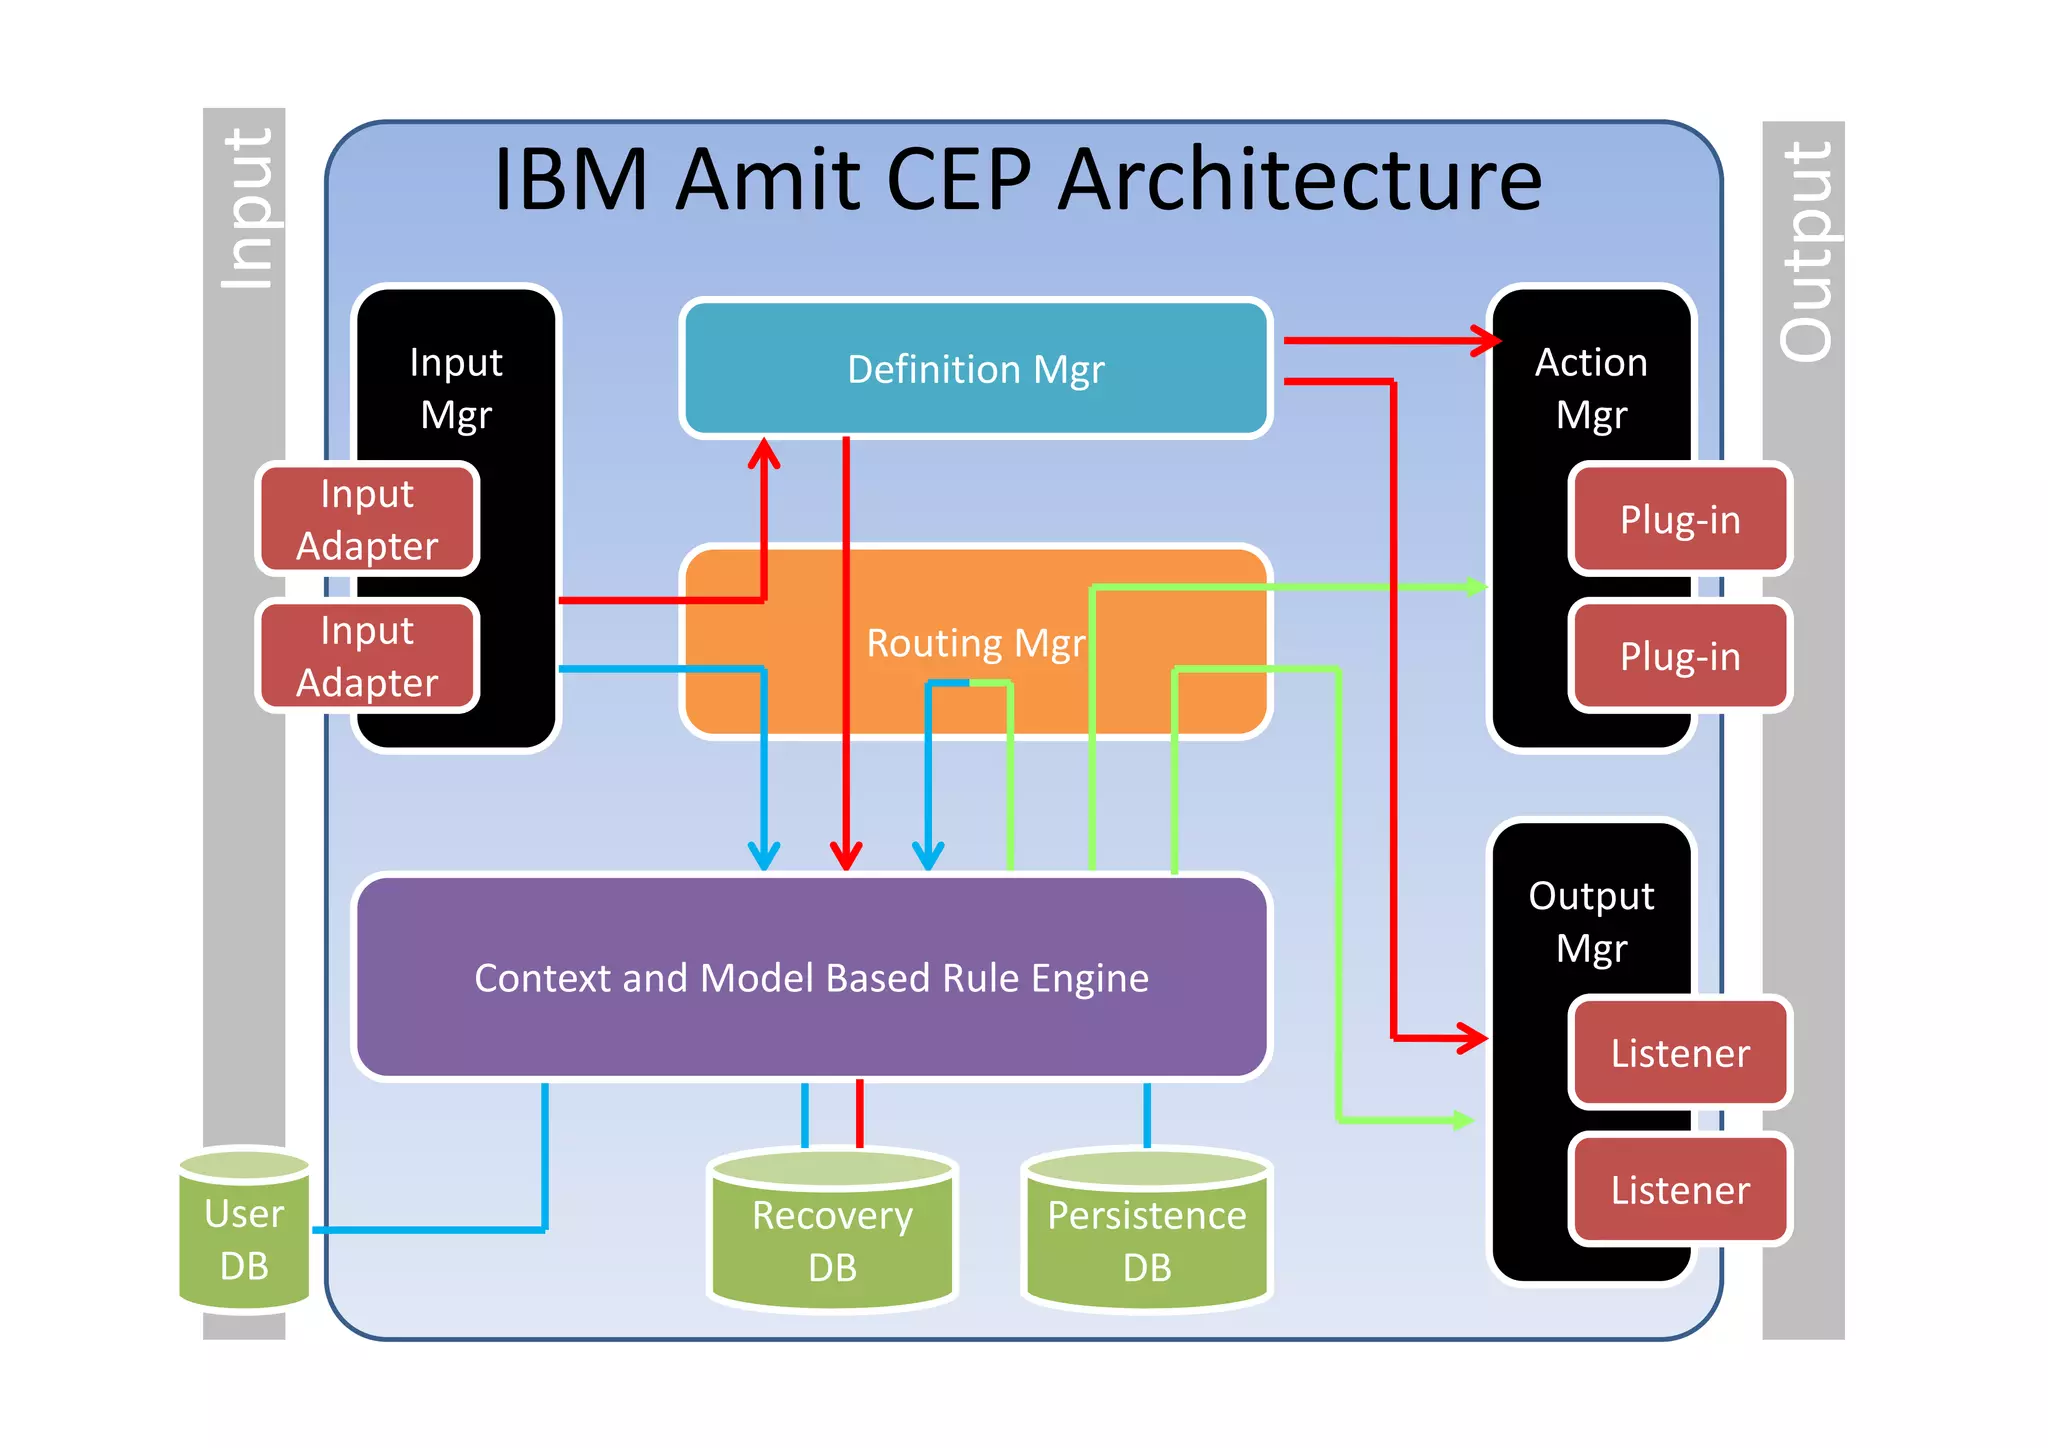 Input
IBM Amit CEP Architecture
Output
Input
Mgr
Definition Mgr
Action
Mgr
Input
Adapter
Plug-in
Input
Adapter
Routing Mgr
Plug-in
Output
Mgr
Context and Model Based Rule Engine
Listener
Listener
User
DB
Recovery
DB
Persistence
DB